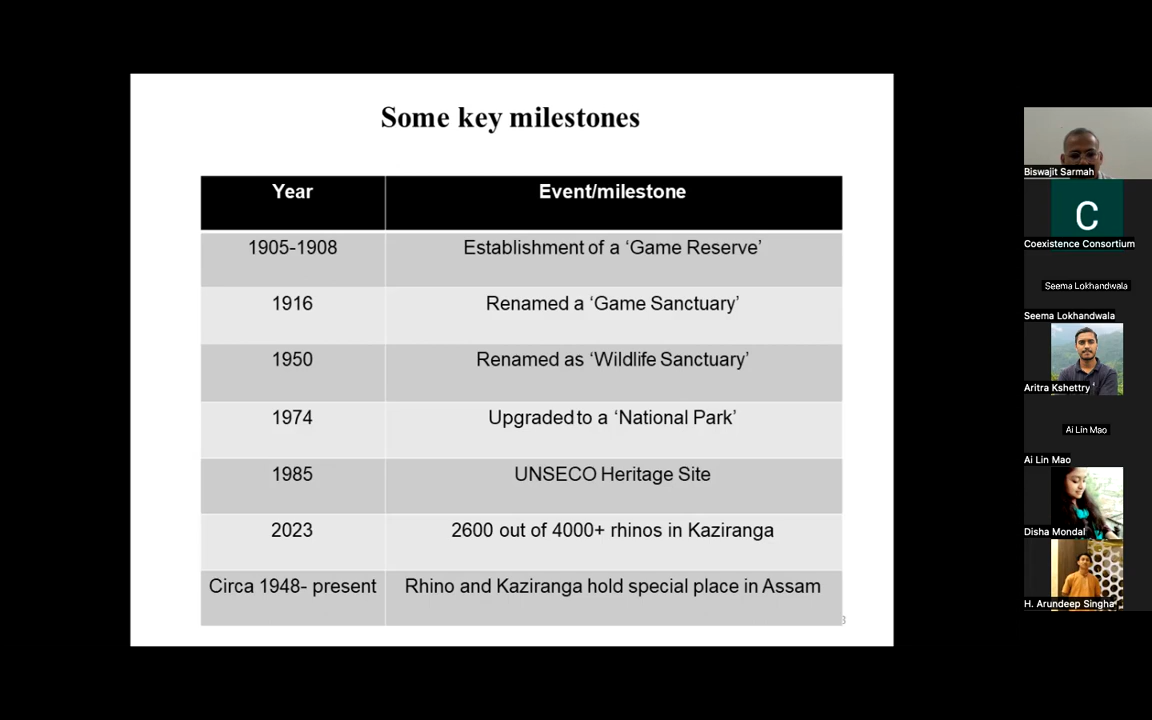 Some key milestones
Year Event/milestone
1905-1908 Establishment of a ‘Game Reserve’
1916 Renamed a ‘Game Sanctuary’
1950 Renamed as ‘Wildlife Sanctuary’
1974 Upgraded to a ‘National Park’
1985 UNSECO Heritage Site
2023 2600 out of 4000+ rhinos in Kaziranga
Circa 1948- present Rhino and Kaziranga hold special place in Assam
3
Biswajit Sarmah
C
Coexistence Consortium
Seema Lokhandwala
Seema Lokhandwala
Aritra Kshettry
Ai Lin Mao
Ai Lin Mao
Disha Mondal
H. Arundeep Singha